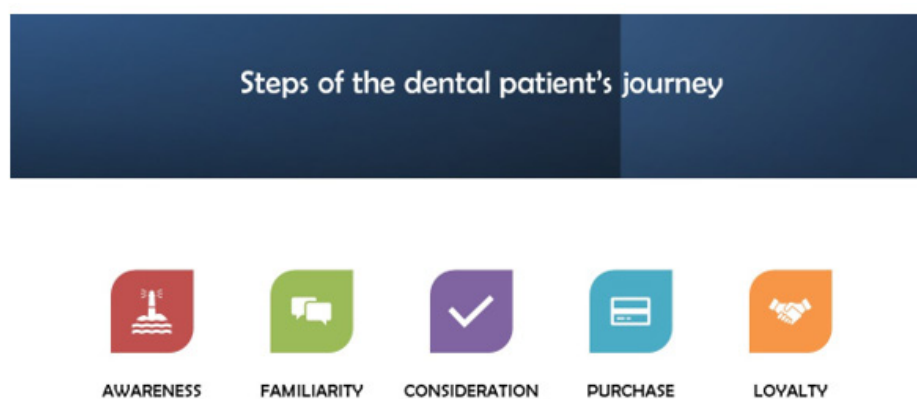 Steps of the dental patient's journey
AWARENESS FAMILIARITY CONSIDERATION PURCHASE LOYALTY